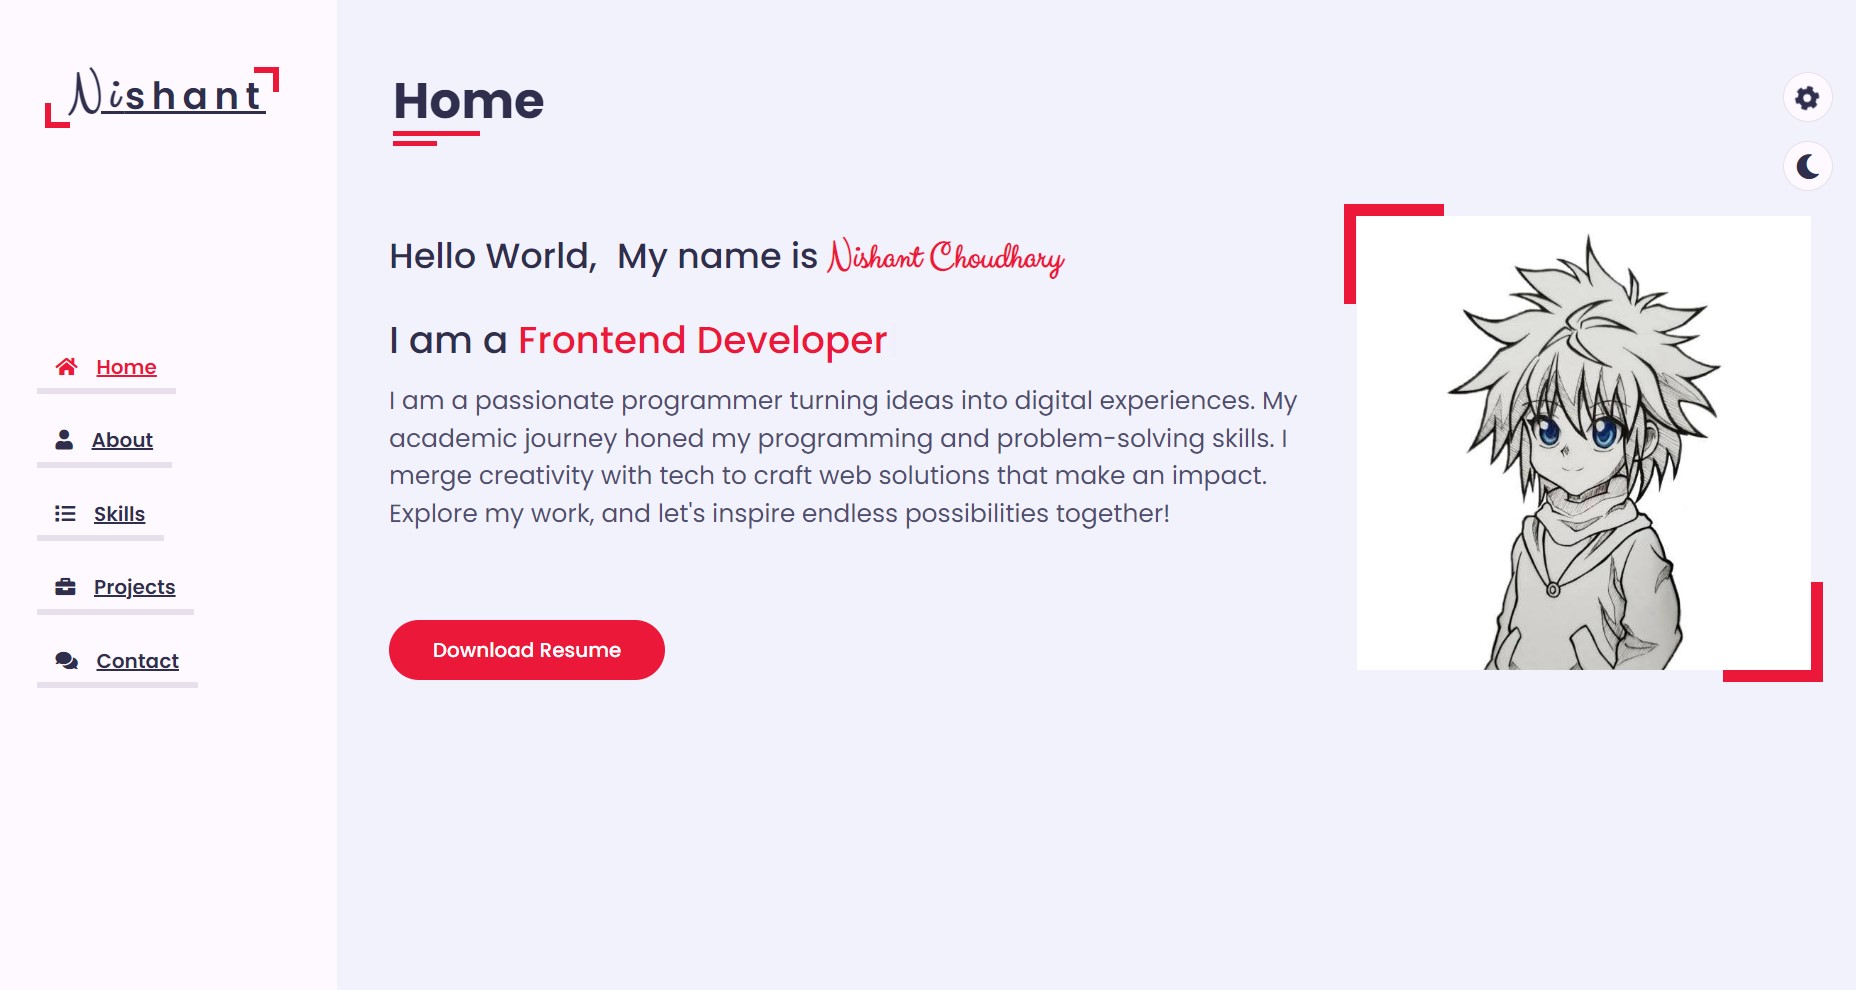 Nishant
Home
About
Skills
Projects
Contact
Home
Hello World, My name is Nishant Choudhary
I am a Frontend Developer
I am a passionate programmer turning ideas into digital experiences. My
academic journey honed my programming and problem-solving skills. I
merge creativity with tech to craft web solutions that make an impact.
Explore my work, and let's inspire endless possibilities together!
Download Resume